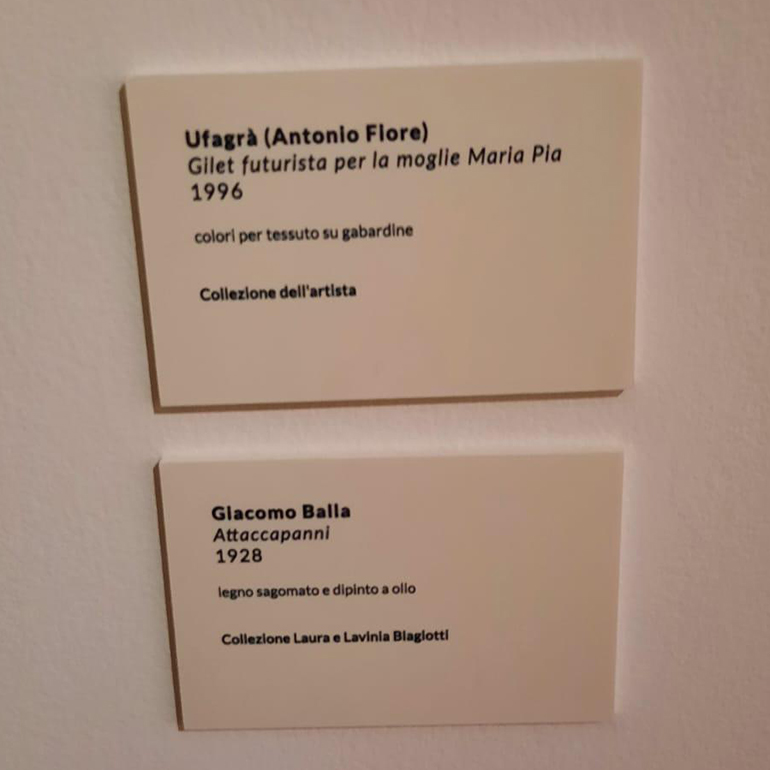 Ufagrà (Antonio Fiore)
Gilet futurista per la moglie Maria Pia
1996
colori per tessuto su gabardine
Collezione dell'artista
Giacomo Balla
Attaccapanni
1928
legno sagomato e dipinto a olio
Collezione Laura e Lavinia Biagiotti